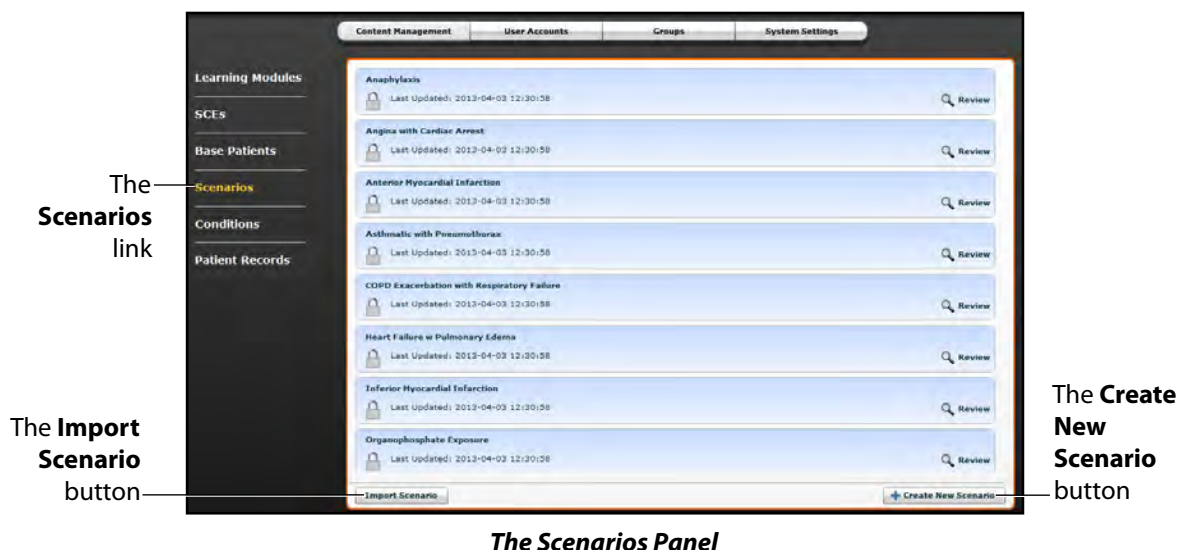 Content Management User Accounts Groups System Settings
Learning Modules
SCEs
Base Patients
Scenarios
Conditions
Patient Records
Anaphylaxis
Last Updated: 2013-04-03 12:30:58
Review
Angina with Cardiac Arrest
Last Updated: 2013-04-03 12:30:58
Review
Anterior Myocardial Infarction
Last Updated: 2013-04-03 12:30:58
Review
Asthmatic with Pneumothorax
Last Updated: 2013-04-03 12:30:58
Review
COPD Exacerbation with Respiratory Failure
Last Updated: 2013-04-03 12:30:58
Review
Heart Failure w Pulmonary Edema
Last Updated: 2013-04-03 12:30:58
Review
Inferior Myocardial Infarction
Last Updated: 2013-04-03 12:30:58
Review
Organophosphate Exposure
Last Updated: 2013-04-03 12:30:58
Review
Import Scenario
Create New Scenario
The
Scenarios
link
The Import
Scenario
button
The Create
New
Scenario
button
The Scenarios Panel